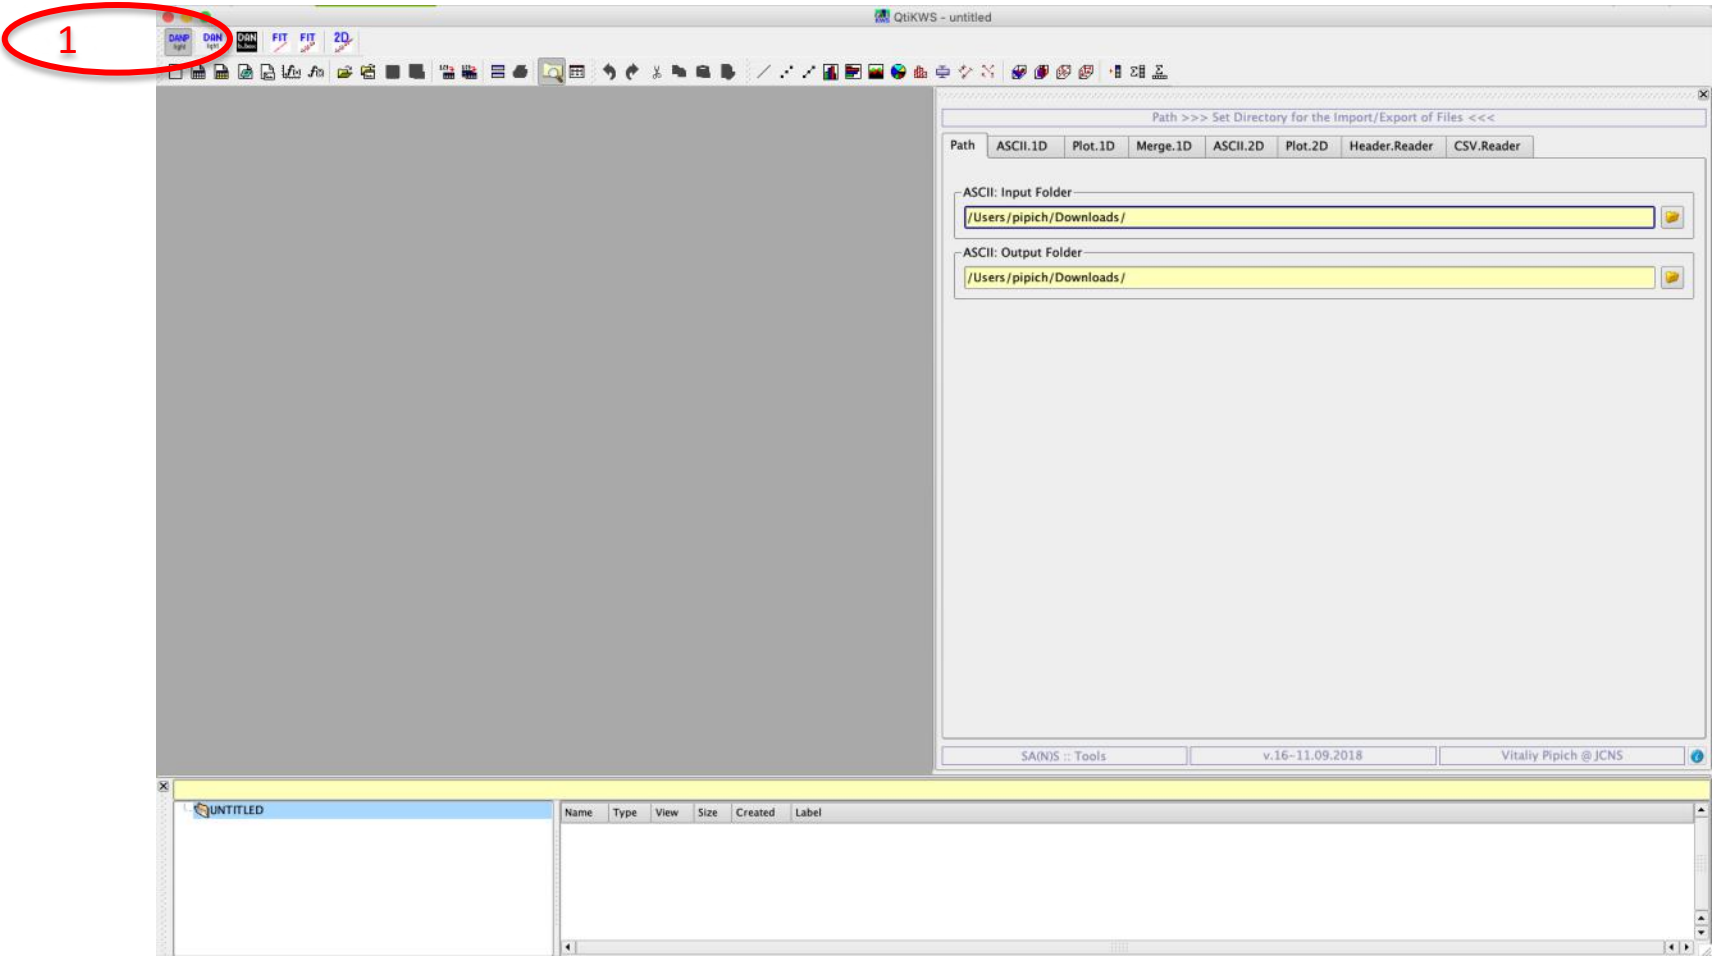 QtiKWS - untitled
1
DANP
light
DAN
light
DAN
FIT
FIT
2D
Path >>> Set Directory for the Import/Export of Files <<<
Path ASCII.1D Plot.1D Merge.1D ASCII.2D Plot.2D Header.Reader CSV.Reader
ASCII: Input Folder
/Users/pipich/Downloads/
ASCII: Output Folder
/Users/pipich/Downloads/
SA(N)S :: Tools v.16-11.09.2018 Vitaliy Pipich @ JCNS
UNTITLED
Name Type View Size Created Label